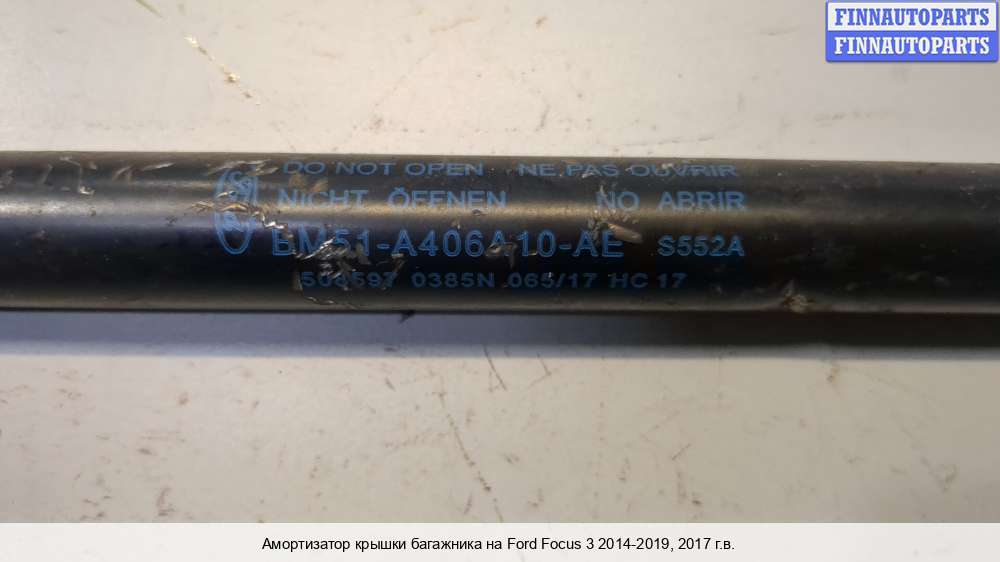 FINNAUTOPARTS
FINNAUTOPARTS
DO NOT OPEN NE PAS OUVRIR
NICHT ÖFFNEN NO ABRIR
BM51-A406A10-AE S552A
0385N 065/17 HC 17
Амортизатор крышки багажника на Ford Focus 3 2014-2019, 2017 г.в.